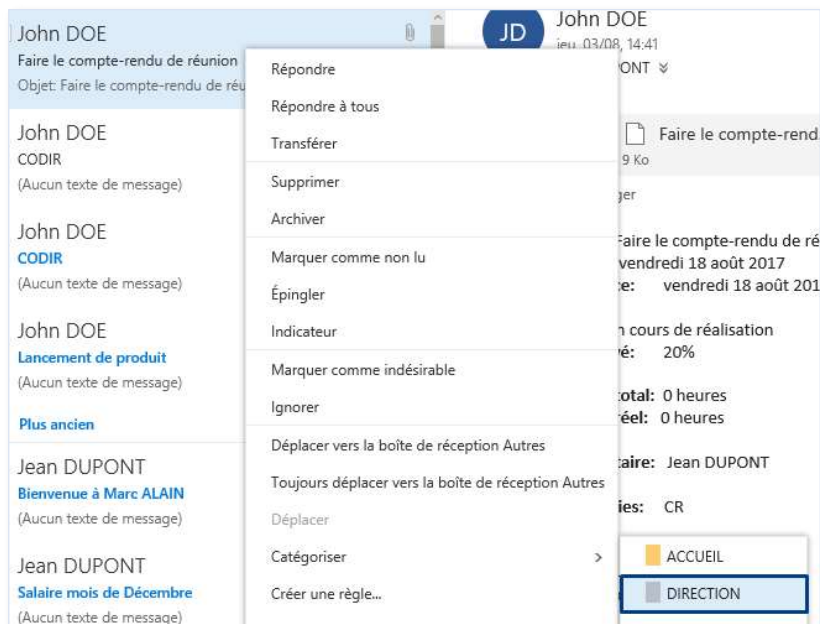 John DOE
Faire le compte-rendu de réunion
Objet: Faire le compte-rendu de réu
John DOE
CODIR
(Aucun texte de message)
John DOE
CODIR
(Aucun texte de message)
John DOE
Lancement de produit
(Aucun texte de message)
Plus ancien
Jean DUPONT
Bienvenue à Marc ALAIN
(Aucun texte de message)
Jean DUPONT
Salaire mois de Décembre
(Aucun texte de message)
Répondre
Répondre à tous
Transférer
Supprimer
Archiver
Marquer comme non lu
Épingler
Indicateur
Marquer comme indésirable
Ignorer
Déplacer vers la boîte de réception Autres
Toujours déplacer vers la boîte de réception Autres
Déplacer
Catégoriser
Créer une règle...
ACCUEIL
DIRECTION
JD
John DOE
jeu. 03/08, 14:41
ONT
Faire le compte-rend
9 Ko
ger
Faire le compte-rendu de ré
vendredi 18 août 2017
e: vendredi 18 août 201
n cours de réalisation
é: 20%
total: 0 heures
réel: 0 heures
taire: Jean DUPONT
ies: CR